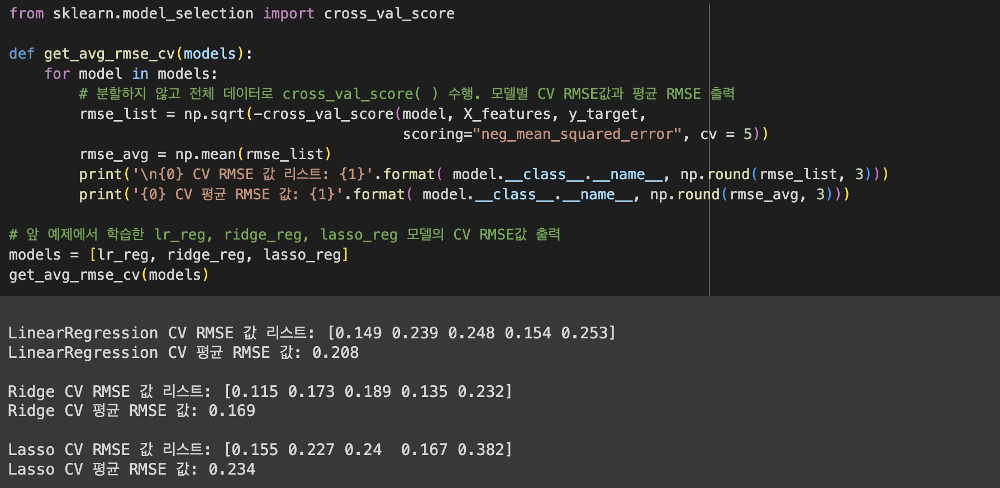 from sklearn.model_selection import cross_val_score
def get_avg_rmse_cv(models):
for model in models:
# 분할하지 않고 전체 데이터로 cross_val_score( ) 수행. 모델별 CV RMSE값과 평균 RMSE 출력
rmse_list = np.sqrt(-cross_val_score(model, X_features, y_target,
scoring="neg_mean_squared_error", cv = 5))
rmse_avg = np.mean(rmse_list)
print('\n{0} CV RMSE 값 리스트: {1}'.format( model.__class__.__name__, np.round(rmse_list, 3)))
print('{0} CV 평균 RMSE 값: {1}'.format( model.__class__.__name__, np.round(rmse_avg, 3)))
# 앞 예제에서 학습한 lr_reg, ridge_reg, lasso_reg 모델의 CV RMSE값 출력
models = [lr_reg, ridge_reg, lasso_reg]
get_avg_rmse_cv(models)
LinearRegression CV RMSE 값 리스트: [0.149 0.239 0.248 0.154 0.253]
LinearRegression CV 평균 RMSE 값: 0.208
Ridge CV RMSE 값 리스트: [0.115 0.173 0.189 0.135 0.232]
Ridge CV 평균 RMSE 값: 0.169
Lasso CV RMSE 값 리스트: [0.155 0.227 0.24  0.167 0.382]
Lasso CV 평균 RMSE 값: 0.234